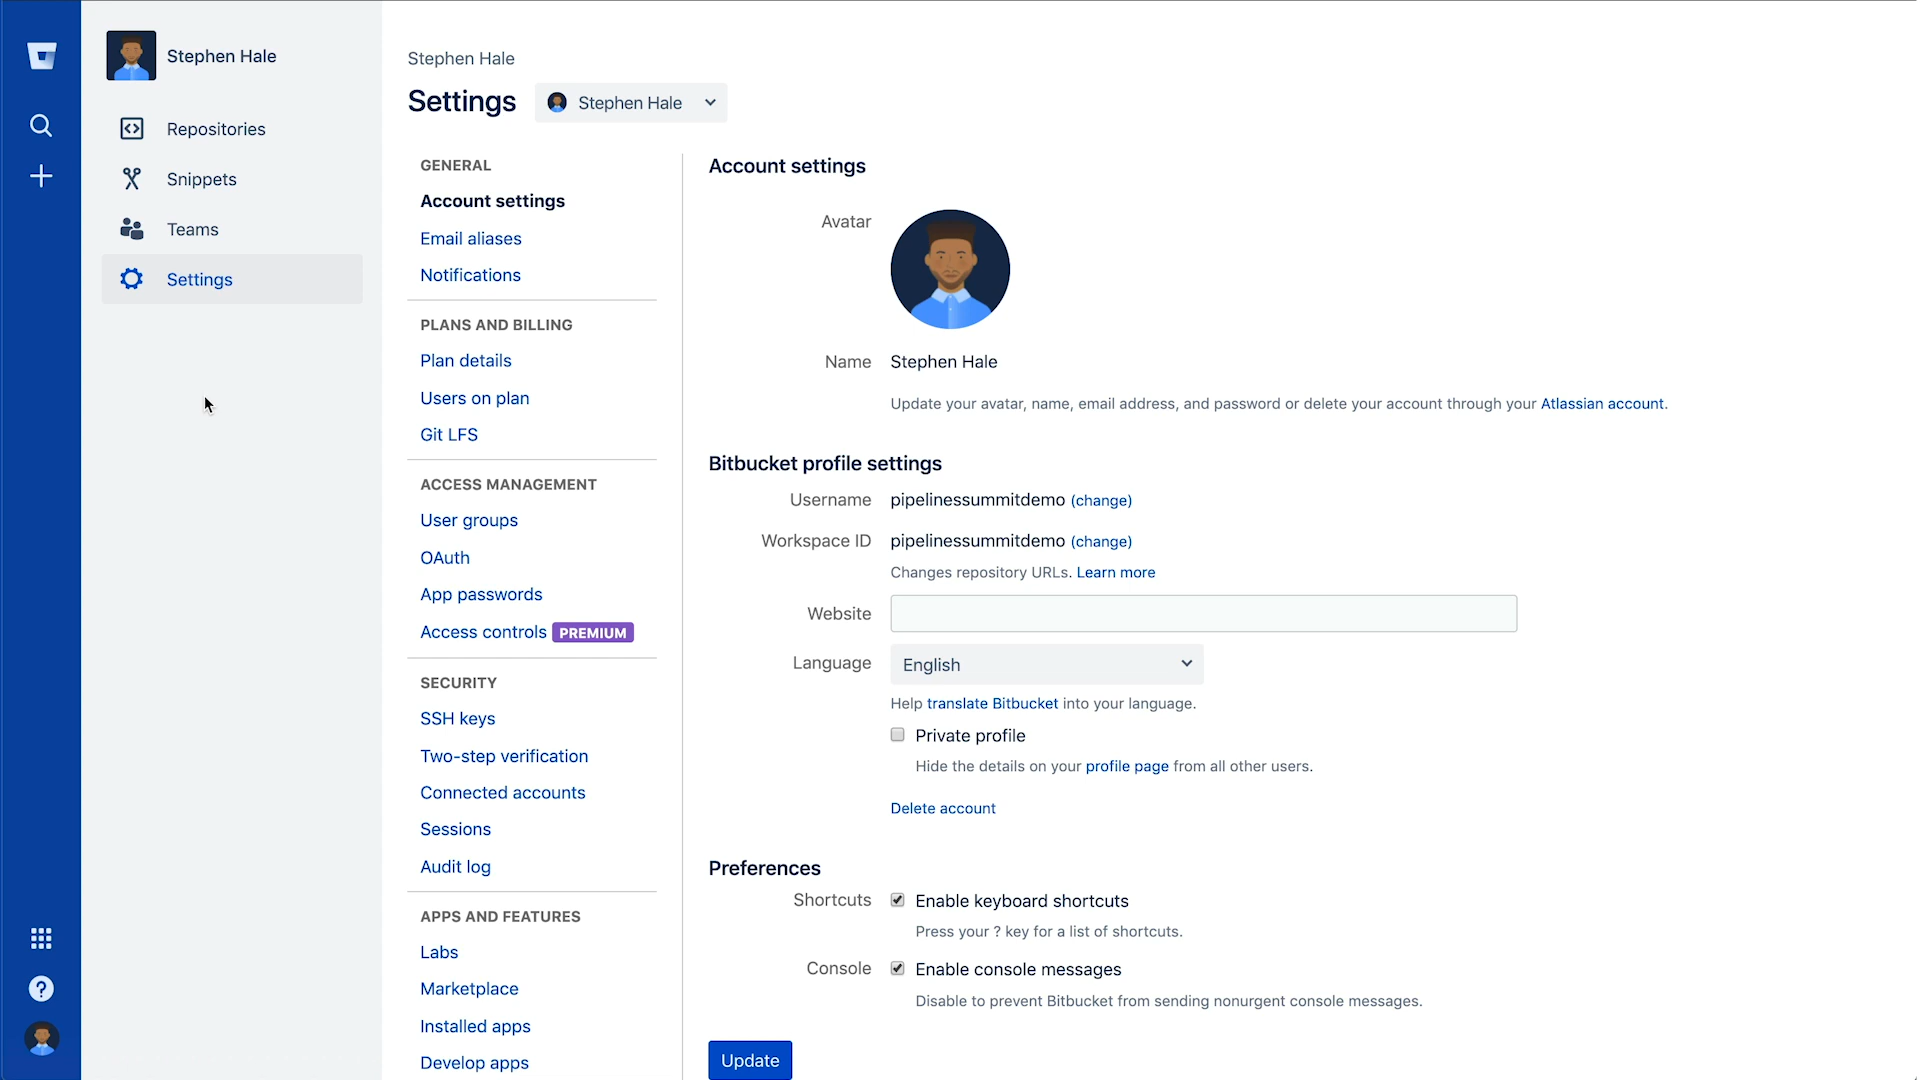 Stephen Hale
Repositories
Snippets
Teams
Settings
Stephen Hale
Settings
Stephen Hale
GENERAL
Account settings
Email aliases
Notifications
PLANS AND BILLING
Plan details
Users on plan
Git LFS
ACCESS MANAGEMENT
User groups
OAuth
App passwords
Access controls PREMIUM
SECURITY
SSH keys
Two-step verification
Connected accounts
Sessions
Audit log
APPS AND FEATURES
Labs
Marketplace
Installed apps
Develop apps
Account settings
Avatar
Name Stephen Hale
Update your avatar, name, email address, and password or delete your account through your Atlassian account.
Bitbucket profile settings
Username pipelinessummitdemo (change)
Workspace ID pipelinessummitdemo (change)
Changes repository URLs. Learn more
Website
Language English
Help translate Bitbucket into your language.
Private profile
Hide the details on your profile page from all other users.
Delete account
Preferences
Shortcuts Enable keyboard shortcuts
Press your ? key for a list of shortcuts.
Console Enable console messages
Disable to prevent Bitbucket from sending nonurgent console messages.
Update